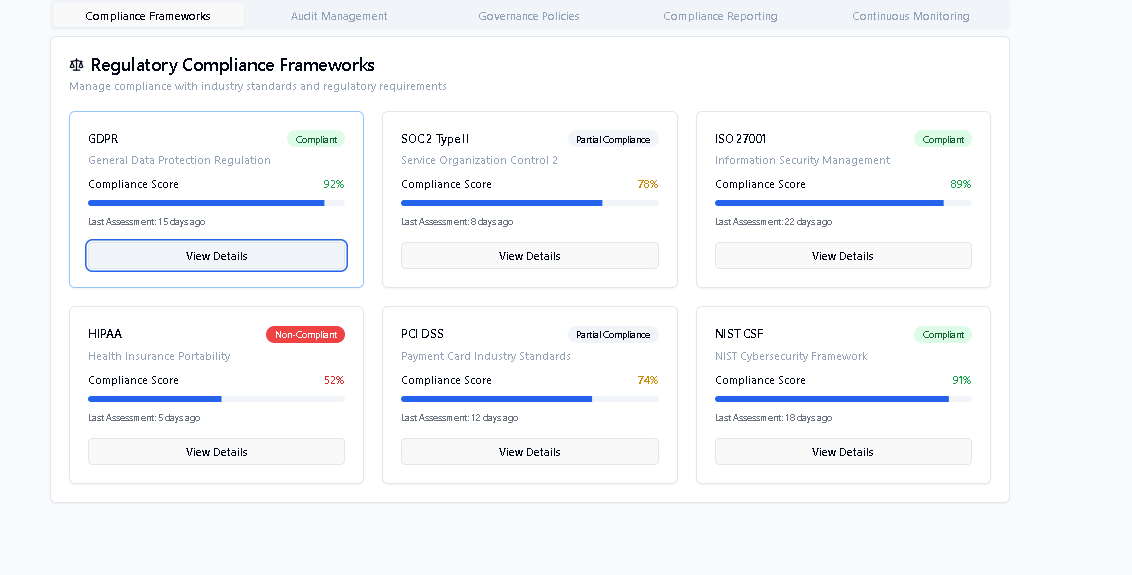 Compliance Frameworks Audit Management Governance Policies Compliance Reporting Continuous Monitoring
Regulatory Compliance Frameworks
Manage compliance with industry standards and regulatory requirements
GDPR Compliant
General Data Protection Regulation
Compliance Score 92%
Last Assessment: 15 days ago
View Details
SOC 2 Type II Partial Compliance
Service Organization Control 2
Compliance Score 78%
Last Assessment: 8 days ago
View Details
ISO 27001 Compliant
Information Security Management
Compliance Score 89%
Last Assessment: 22 days ago
View Details
HIPAA Non-Compliant
Health Insurance Portability
Compliance Score 52%
Last Assessment: 5 days ago
View Details
PCI DSS Partial Compliance
Payment Card Industry Standards
Compliance Score 74%
Last Assessment: 12 days ago
View Details
NIST CSF Compliant
NIST Cybersecurity Framework
Compliance Score 91%
Last Assessment: 18 days ago
View Details